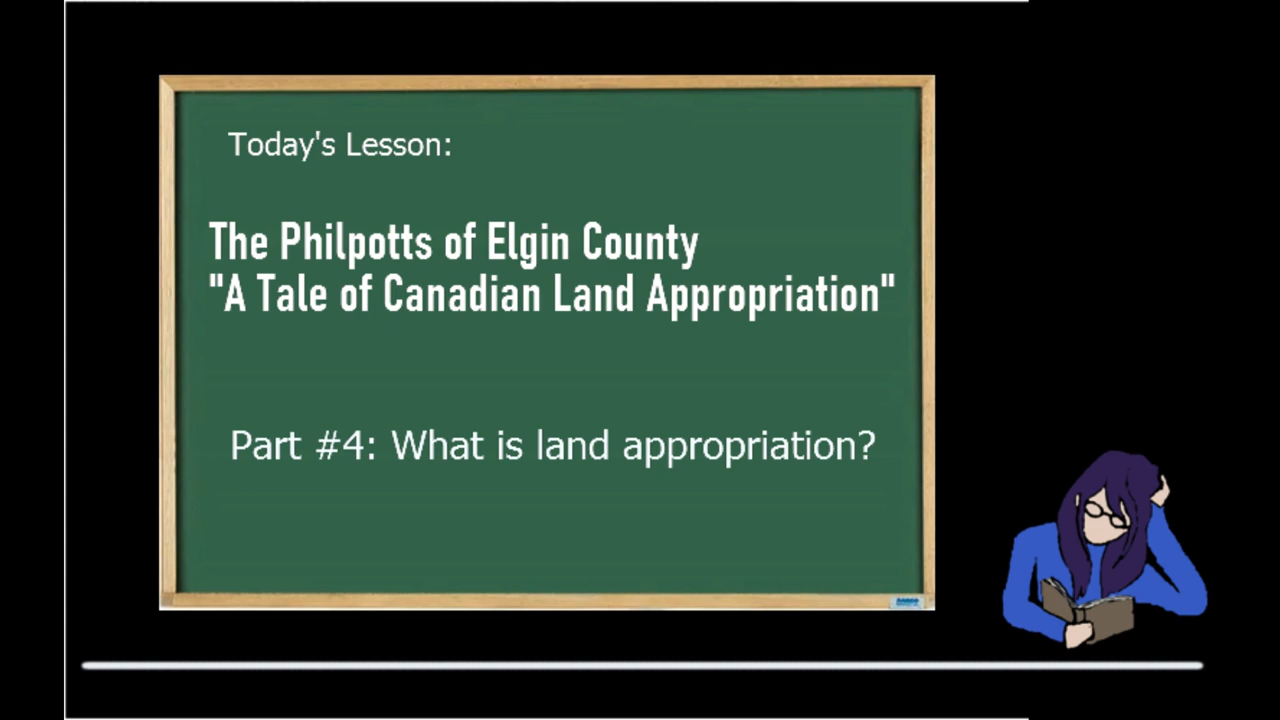 Today's Lesson:
The Philpotts of Elgin County
"A Tale of Canadian Land Appropriation"
Part #4: What is land appropriation?